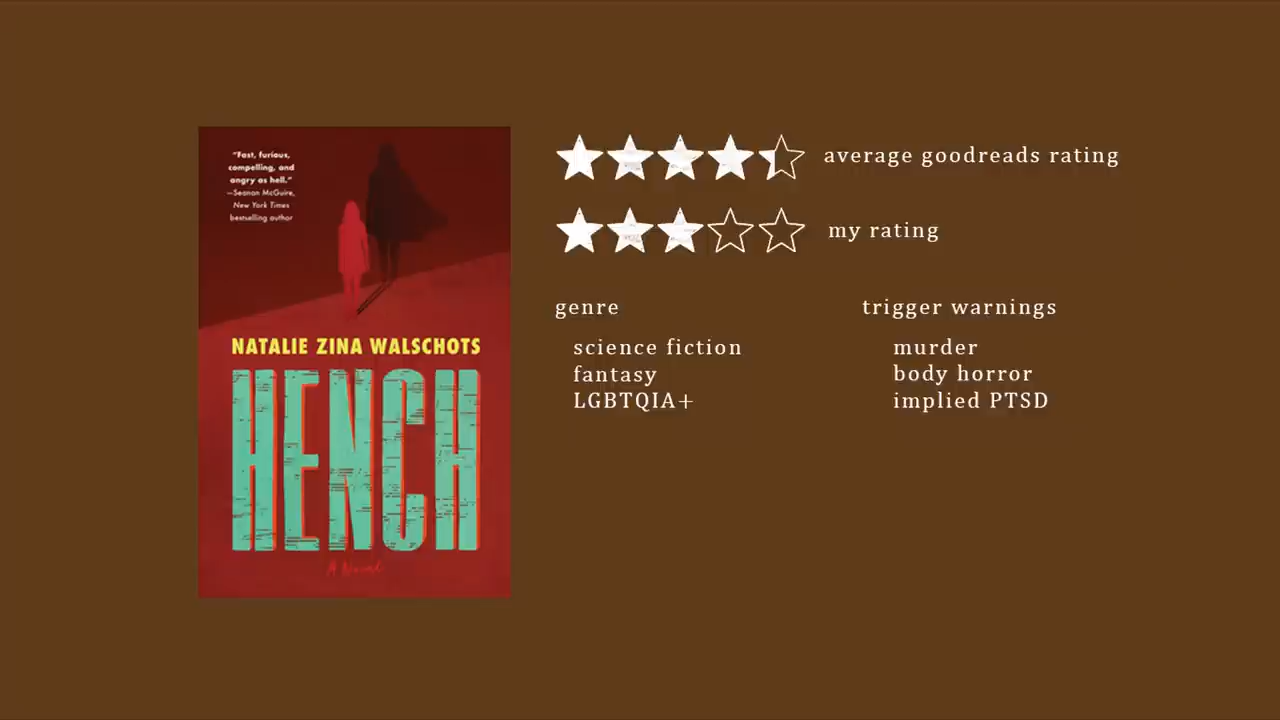 "Fast, furious,
compelling, and
angry as hell."
—Seanan McGuire,
New York Times
bestselling author
NATALIE ZINA WALSCHOTS
HENCH
A Novel
average goodreads rating
my rating
genre
science fiction
fantasy
LGBTQIA+
trigger warnings
murder
body horror
implied PTSD